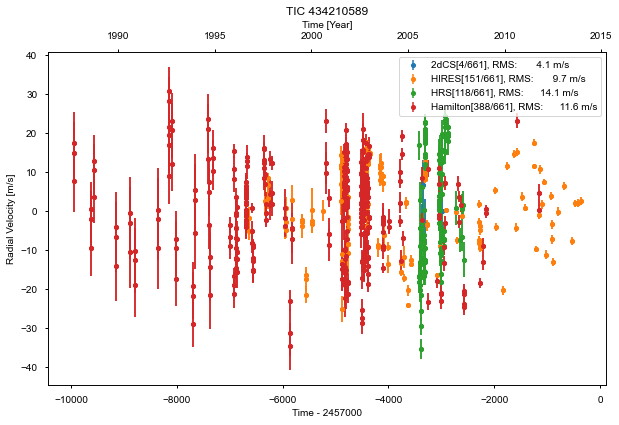 TIC 434210589
Time [Year]
1990 1995 2000 2005 2010 2015
40
30
20
10
0
−10
−20
−30
−40
Radial Velocity [m/s]
2dCS[4/661], RMS: 4.1 m/s
HIRES[151/661], RMS: 9.7 m/s
HRS[118/661], RMS: 14.1 m/s
Hamilton[388/661], RMS: 11.6 m/s
−10000 −8000 −6000 −4000 −2000 0
Time - 2457000